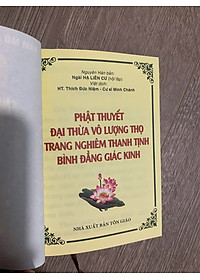 Nguyên Hán bản:
Ngài HẠ LIÊN CƯ (hội tập)
Việt dịch:
HT. Thích Đức Niệm - Cư sĩ Minh Chánh
PHẬT THUYẾT
ĐẠI THỪA VÔ LƯỢNG THỌ
TRANG NGHIÊM THANH TỊNH
BÌNH ĐẲNG GIÁC KINH
NHÀ XUẤT BẢN TÔN GIÁO